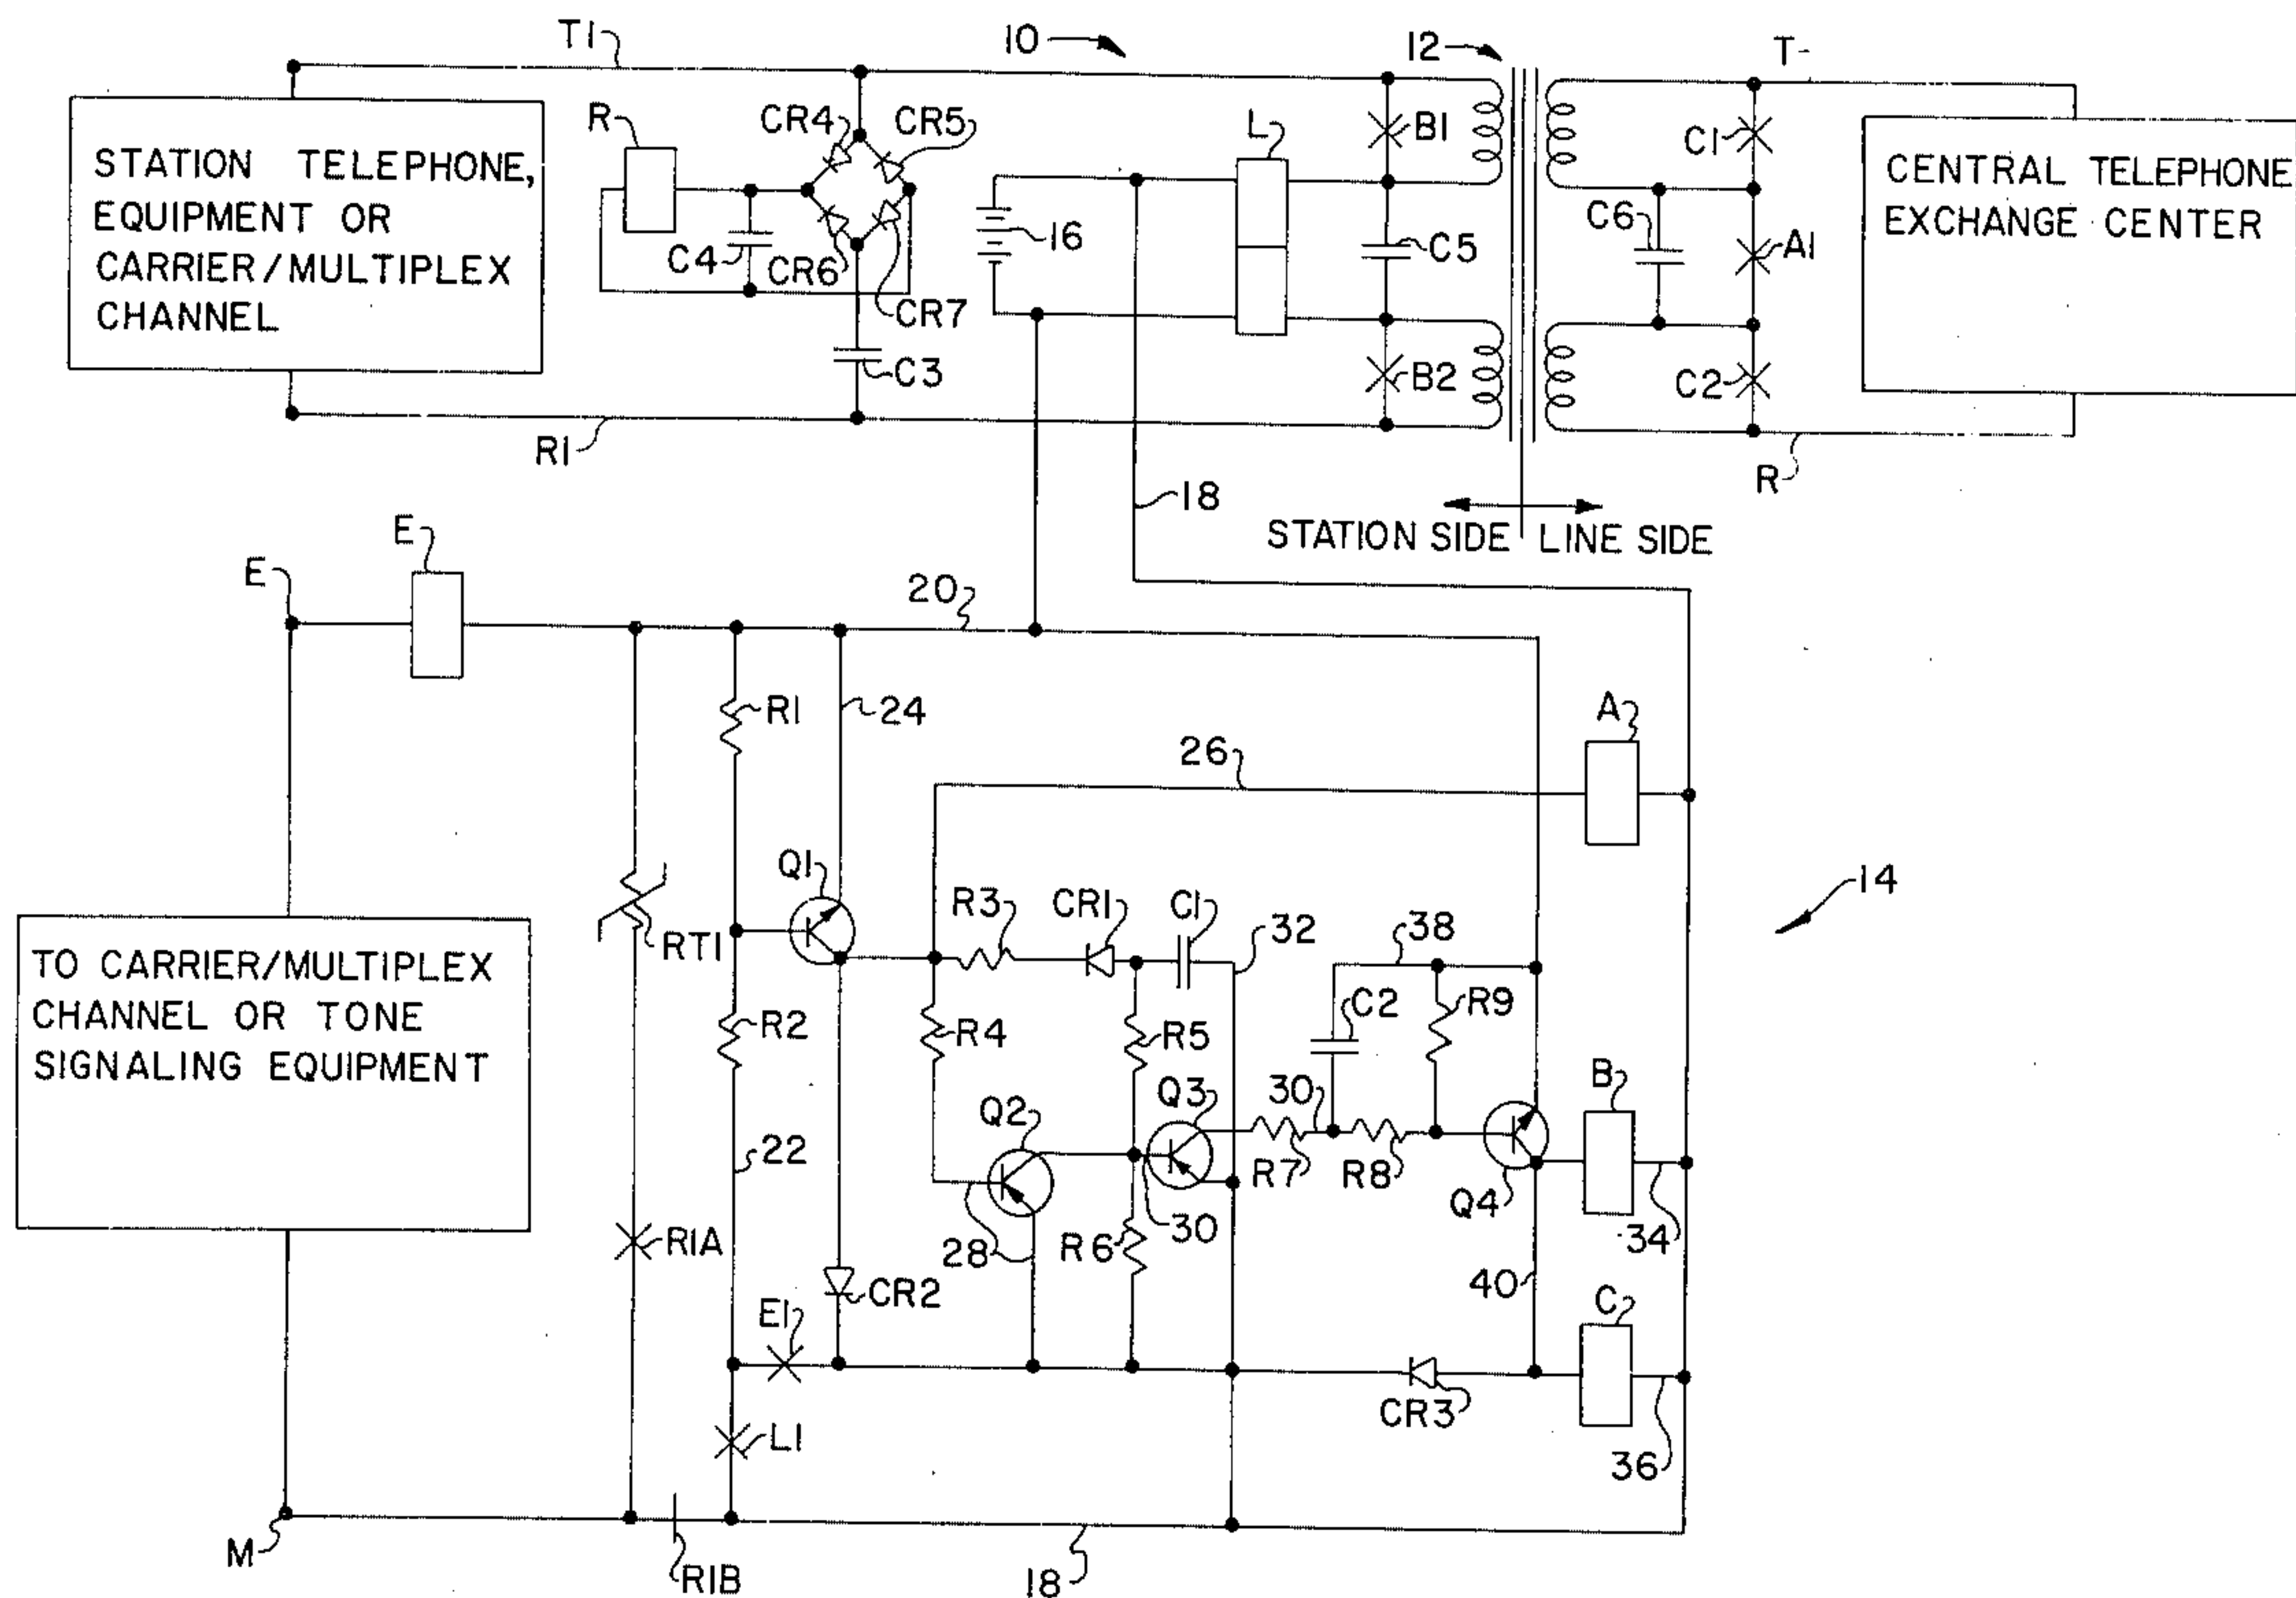 T1
10
12
T
R
CR4
CR5
L
B1
C1
STATION TELEPHONE,
EQUIPMENT OR
CARRIER/MULTIPLEX
CHANNEL
CENTRAL TELEPHONE
EXCHANGE CENTER
C4
CR6
CR7
16
C5
C6
A1
C3
B2
C2
R1
R
18
STATION SIDE
LINE SIDE
E
E
20
R1
24
A
26
Q1
14
R3
CR1
C1
32
38
RT1
TO CARRIER/MULTIPLEX
CHANNEL OR TONE
SIGNALING EQUIPMENT
R2
R4
R5
C2
R9
22
Q2
Q3
30
B
R7
R8
Q4
28
R6
30
34
R1A
E1
CR2
40
C
CR3
L1
36
M
R1B
18